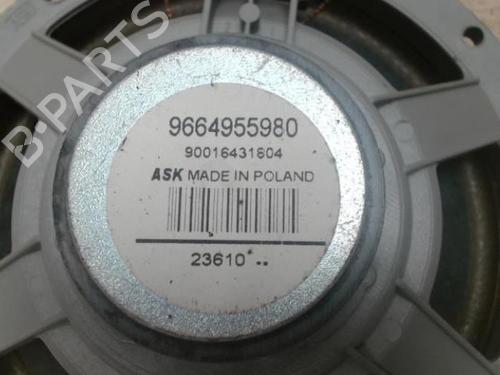 B-PARTS
9664955980
90016431604
ASK MADE IN POLAND
23610 ..